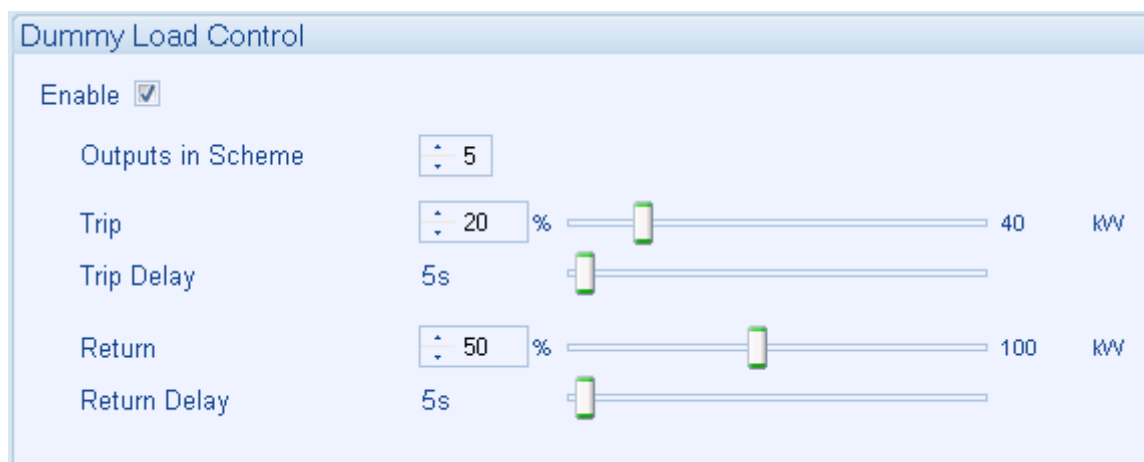 Dummy Load Control
Enable
Outputs in Scheme 5
Trip 20 % 40 kW
Trip Delay 5s
Return 50 % 100 kW
Return Delay 5s